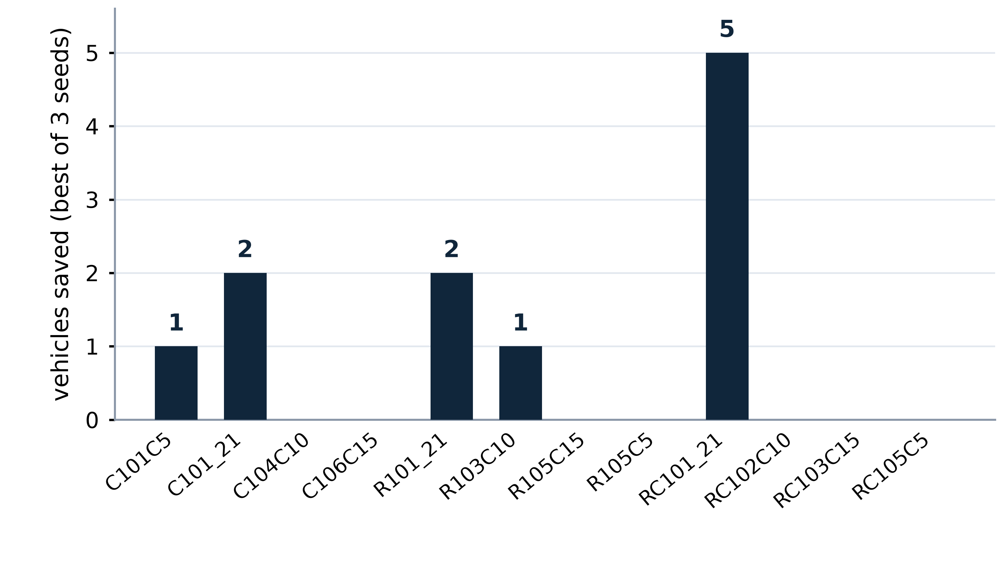 vehicles saved (best of 3 seeds)
5
4
3
2
1
0
1
2
2
1
5
C101C5
C101_21
C104C10
C106C15
R101_21
R103C10
R105C15
R105C5
RC101_21
RC102C10
RC103C15
RC105C5